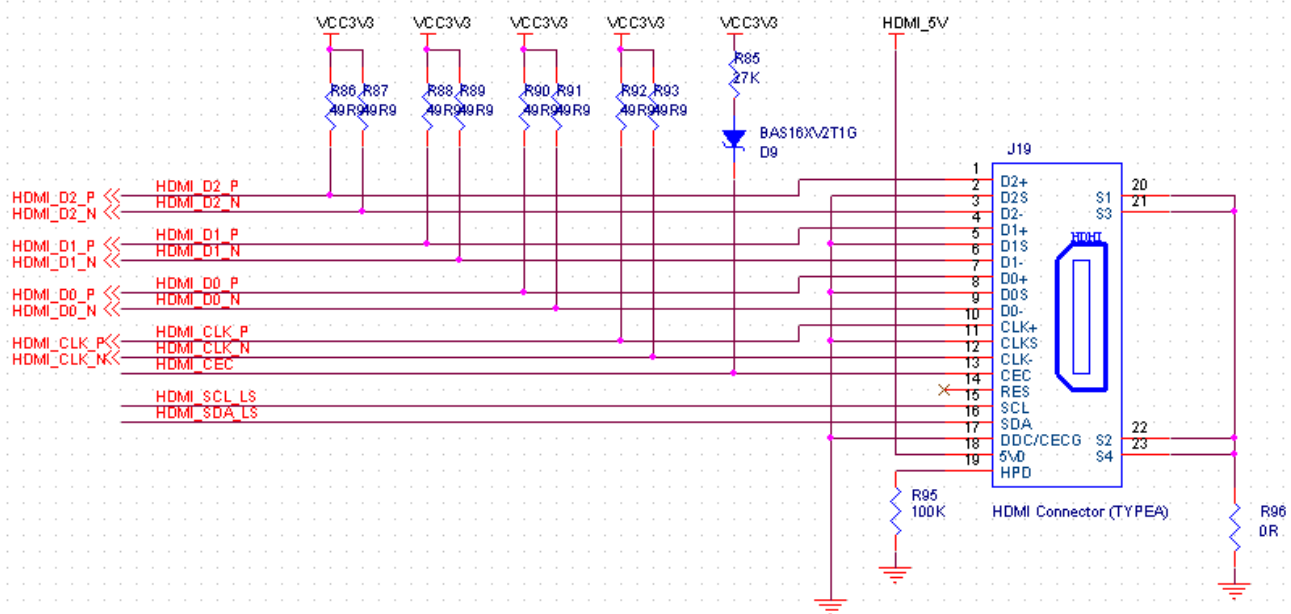 VCC3V3 VCC3V3 VCC3V3 VCC3V3 VCC3V3 HDMI_5V
R85
27K
R86 R87 R88 R89 R90 R91 R92 R93
49R9 49R9 49R9 49R9 49R9 49R9 49R9 49R9
BAS16XV2T1G
D9
J19
HDMI_D2_P HDMI_D2_P 1 D2+
HDMI_D2_N HDMI_D2_N 2 D2S S1 20
3 D2- S3 21
HDMI_D1_P HDMI_D1_P 4 D1+
HDMI_D1_N HDMI_D1_N 5 D1S HDMI
6 D1-
HDMI_D0_P HDMI_D0_P 7 D0+
HDMI_D0_N HDMI_D0_N 8 D0S
9 D0-
HDMI_CLK_P HDMI_CLK_P 10 CLK+
HDMI_CLK_N HDMI_CLK_N 11 CLKS
12 CLK-
HDMI_CEC 13 CEC
14 RES
HDMI_SCL_LS 15 SCL
HDMI_SDA_LS 16 SDA
17 DDC/CECG S2 22
18 5V0 S4 23
19 HPD
R95
100K
HDMI Connector (TYPEA)
R96
0R